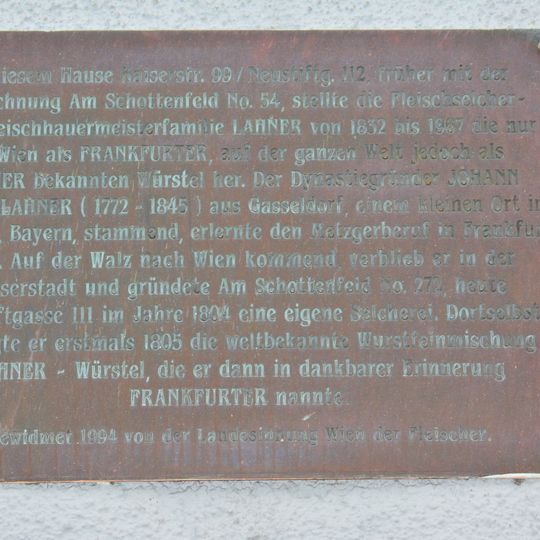 iesem Hause Kaiserstr. 99 / Neustiftg. 112, früher mit der
chnung Am Schottenfeld No. 54, stellte die Fleischselcher-
eischhauermeisterfamilie LAHNER von 1832 bis 1967 die nur
Wien als FRANKFURTER, auf der ganzen Welt jedoch als
ER bekannten Würstel her. Der Dynastiegründer JOHANN
LAHNER ( 1772 - 1845 ) aus Gasseldorf, einem kleinen Ort in
, Bayern, stammend, erlernte den Metzgerberuf in Frankfu
. Auf der Walz nach Wien kommend, verblieb er in der
serstadt und gründete Am Schottenfeld No. 272, heute
ftgasse 111 im Jahre 1804 eine eigene Selcherei. Dortselbst
gte er erstmals 1805 die weltbekannte Wurstfeinmischung
HNER - Würstel, die er dann in dankbarer Erinnerung
FRANKFURTER nannte.
ewidmet 1994 von der Landesinnung Wien der Fleischer.